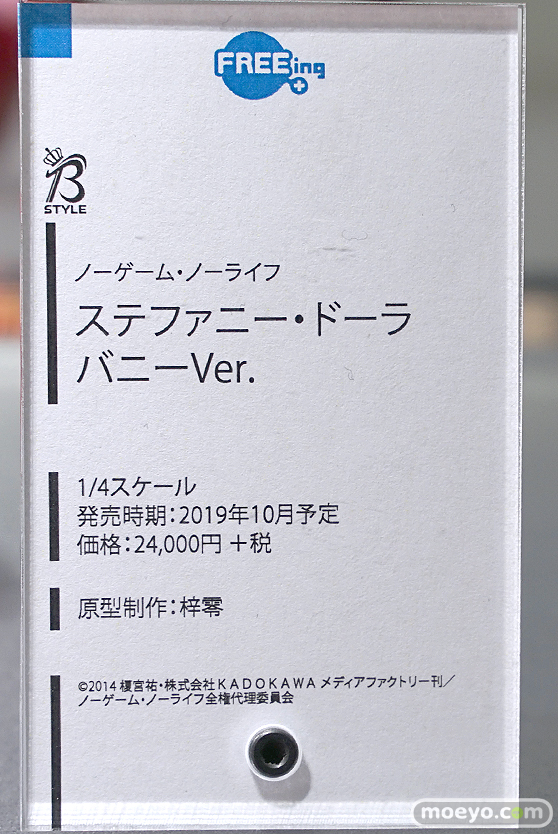 FREEing
B
STYLE
ノーゲーム・ノーライフ
ステファニー・ドーラ
バニーVer.
1/4スケール
発売時期：2019年10月予定
価格：24,000円＋税
原型制作：梓零
©2014 榎宮祐・株式会社KADOKAWA メディアファクトリー刊／
ノーゲーム・ノーライフ全権代理委員会
moeyo.com